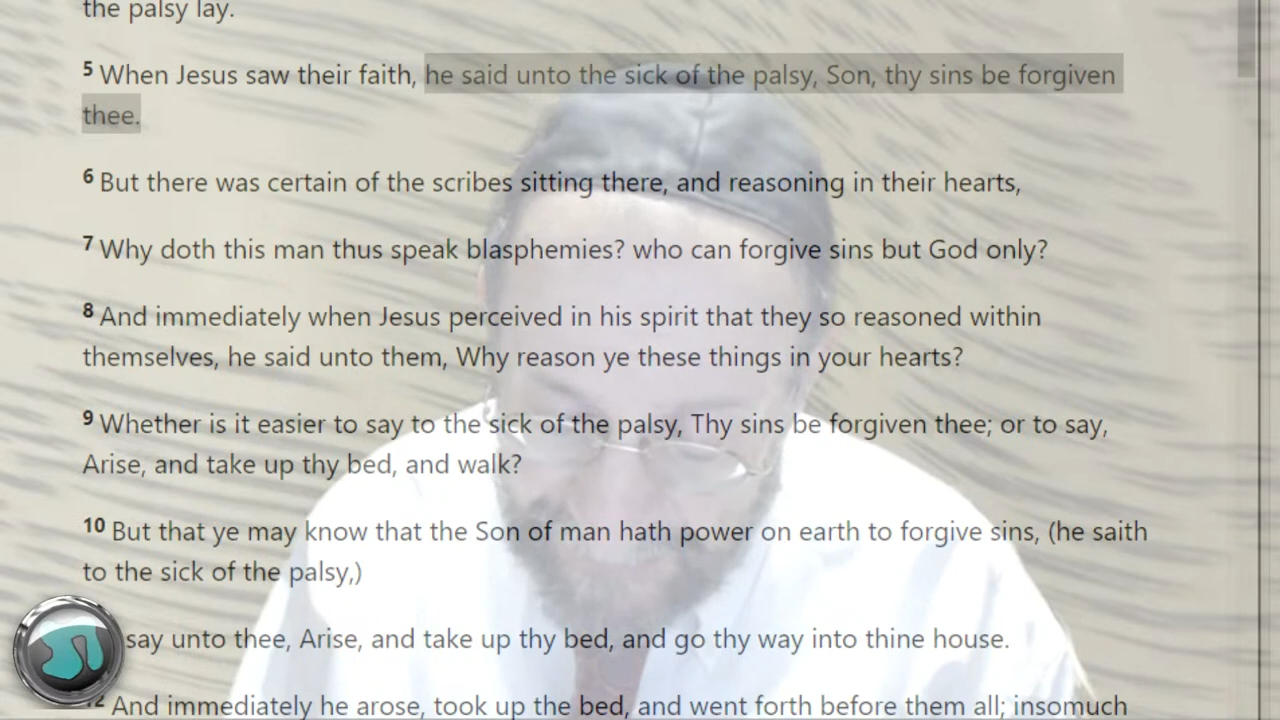 the palsy lay.
5 When Jesus saw their faith, he said unto the sick of the palsy, Son, thy sins be forgiven
thee.
6 But there was certain of the scribes sitting there, and reasoning in their hearts,
7 Why doth this man thus speak blasphemies? who can forgive sins but God only?
8 And immediately when Jesus perceived in his spirit that they so reasoned within
themselves, he said unto them, Why reason ye these things in your hearts?
9 Whether is it easier to say to the sick of the palsy, Thy sins be forgiven thee; or to say,
Arise, and take up thy bed, and walk?
10 But that ye may know that the Son of man hath power on earth to forgive sins, (he saith
to the sick of the palsy,)
say unto thee, Arise, and take up thy bed, and go thy way into thine house.
12 And immediately he arose, took up the bed, and went forth before them all; insomuch